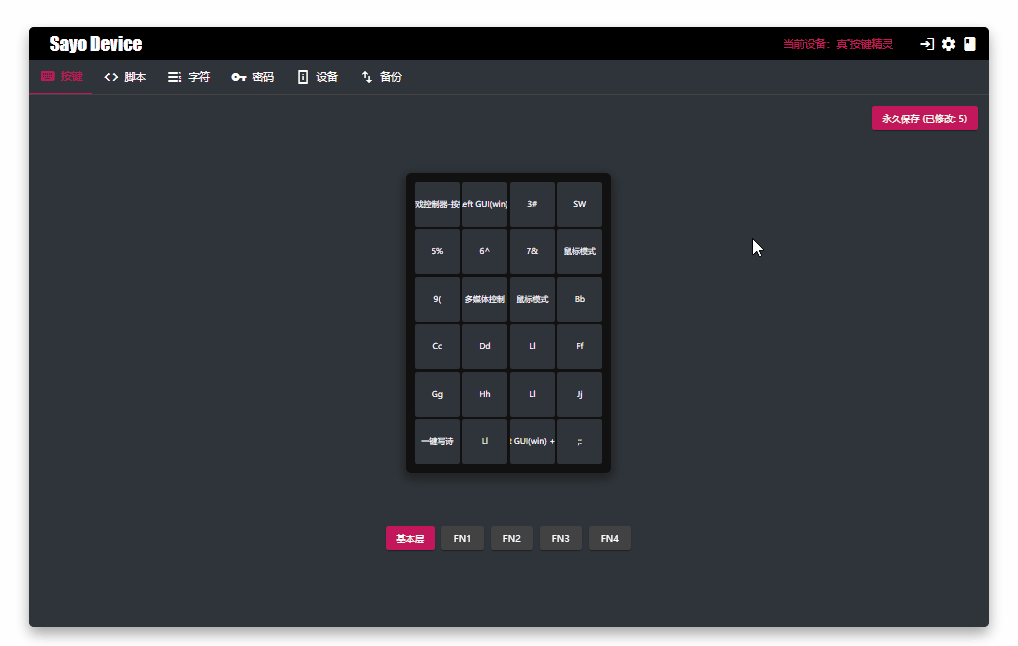 Sayo Device
当前设备：真“按键精灵
按键 脚本 字符 密码 设备 备份
永久保存 (已修改: 5)
戏控制器-按 eft GUI(win) 3# SW
5% 6^ 7& 鼠标模式
9( 多媒体控制 鼠标模式 Bb
Cc Dd Ll Ff
Gg Hh Ll Jj
一键写诗 Ll t GUI(win) + ;:
基本层 FN1 FN2 FN3 FN4